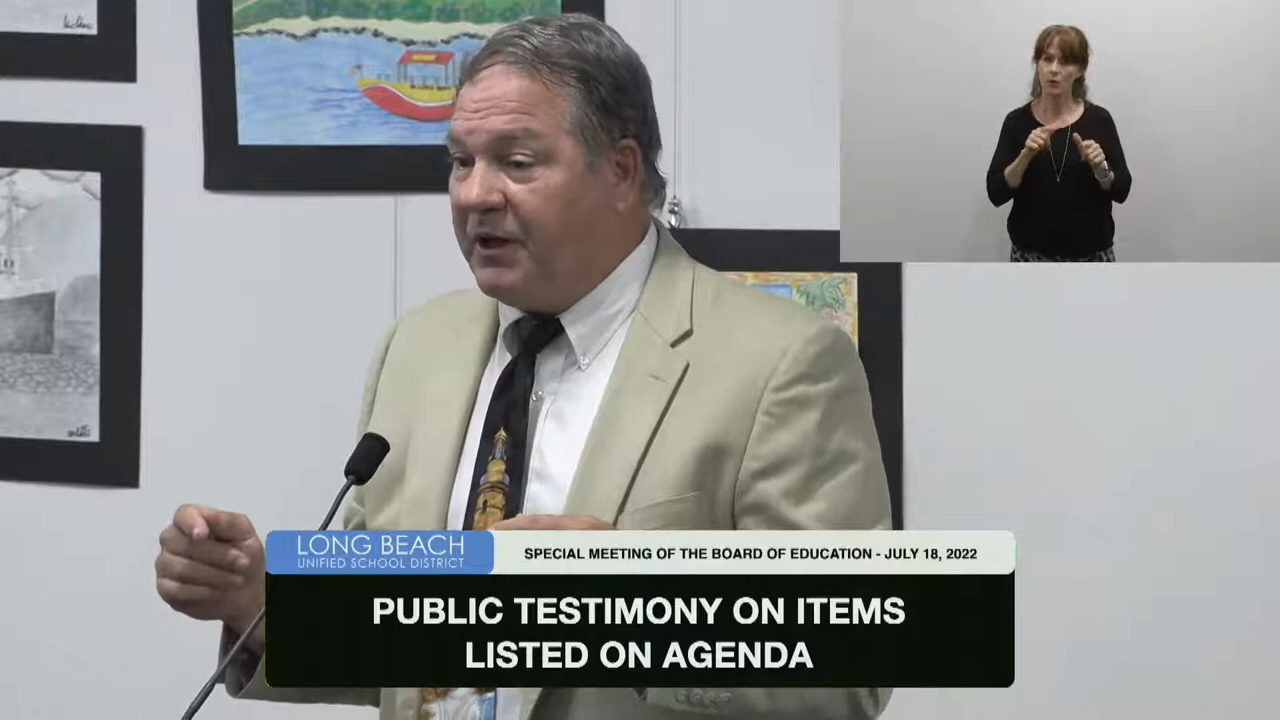 LONG BEACH
UNIFIED SCHOOL DISTRICT
SPECIAL MEETING OF THE BOARD OF EDUCATION - JULY 18, 2022
PUBLIC TESTIMONY ON ITEMS
LISTED ON AGENDA